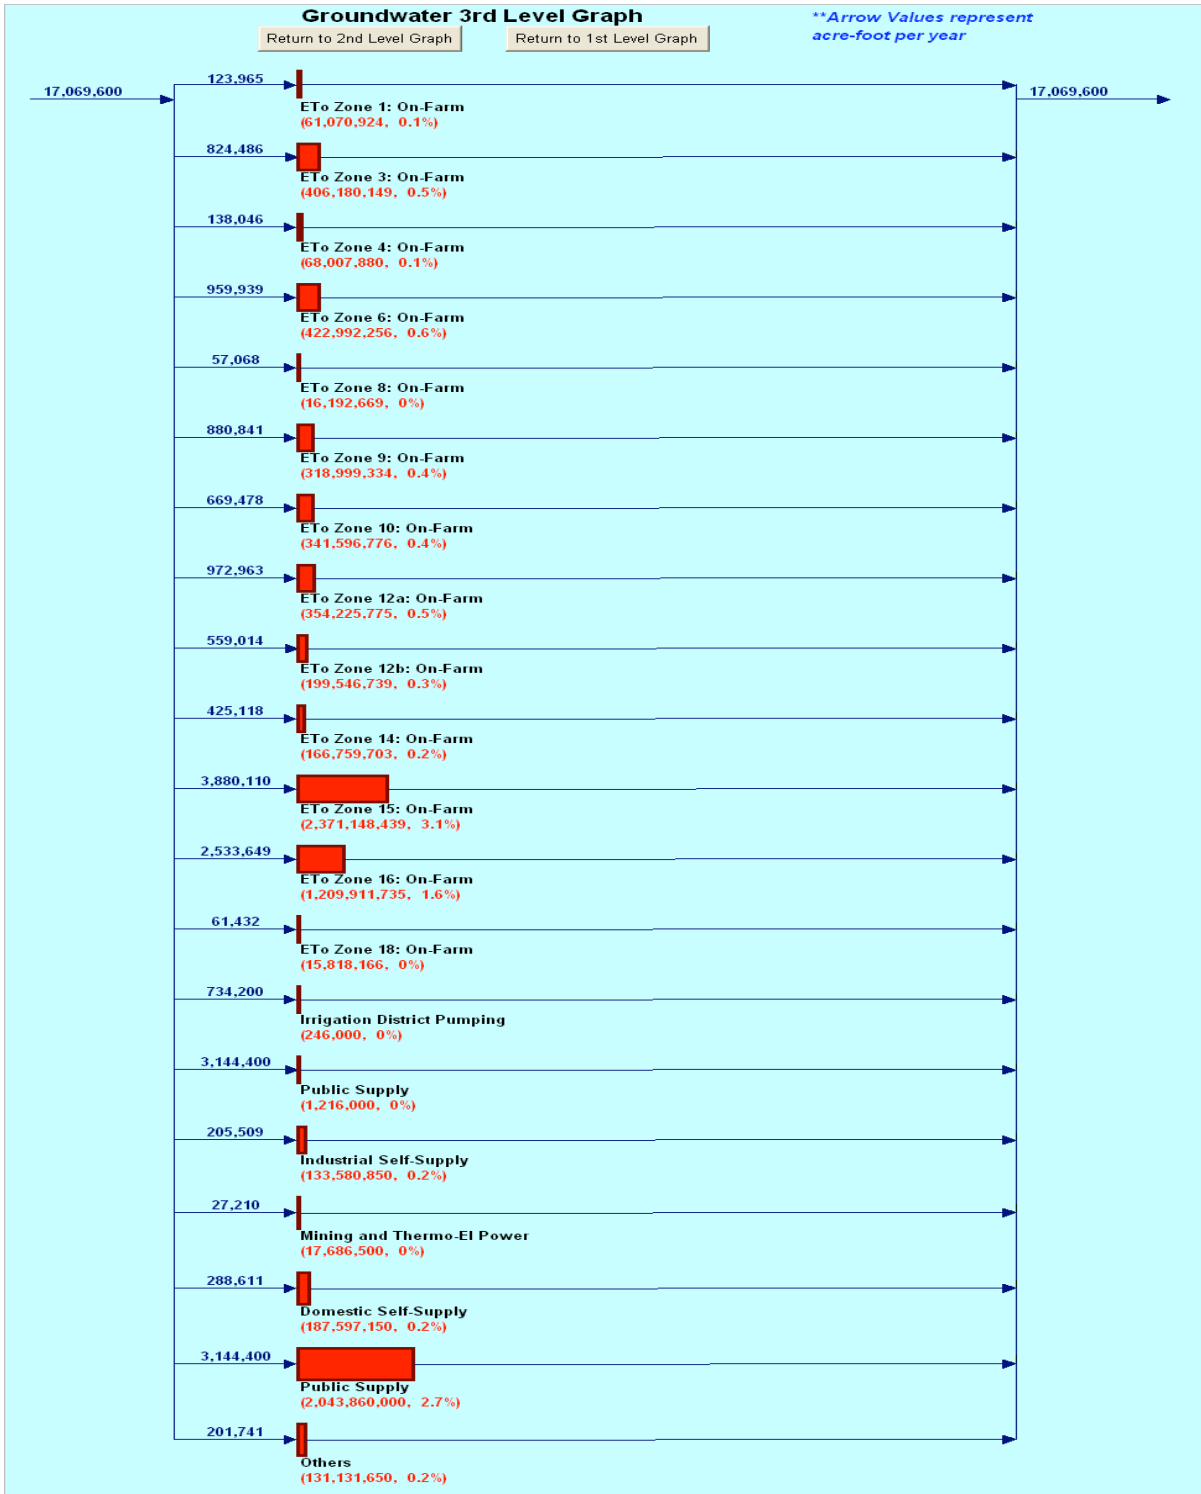 Groundwater 3rd Level Graph
**Arrow Values represent
acre-foot per year
Return to 2nd Level Graph
Return to 1st Level Graph
17,069,600
17,069,600
123,965
ETo Zone 1: On-Farm
(61,070,924, 0.1%)
824,486
ETo Zone 3: On-Farm
(406,180,149, 0.5%)
138,046
ETo Zone 4: On-Farm
(68,007,880, 0.1%)
959,939
ETo Zone 6: On-Farm
(422,992,256, 0.6%)
57,068
ETo Zone 8: On-Farm
(16,192,669, 0%)
880,841
ETo Zone 9: On-Farm
(318,999,334, 0.4%)
669,478
ETo Zone 10: On-Farm
(341,596,776, 0.4%)
972,963
ETo Zone 12a: On-Farm
(354,225,775, 0.5%)
559,014
ETo Zone 12b: On-Farm
(199,546,739, 0.3%)
425,118
ETo Zone 14: On-Farm
(166,759,703, 0.2%)
3,880,110
ETo Zone 15: On-Farm
(2,371,148,439, 3.1%)
2,533,649
ETo Zone 16: On-Farm
(1,209,911,735, 1.6%)
61,432
ETo Zone 18: On-Farm
(15,818,166, 0%)
734,200
Irrigation District Pumping
(246,000, 0%)
3,144,400
Public Supply
(1,216,000, 0%)
205,509
Industrial Self-Supply
(133,580,850, 0.2%)
27,210
Mining and Thermo-El Power
(17,686,500, 0%)
288,611
Domestic Self-Supply
(187,597,150, 0.2%)
3,144,400
Public Supply
(2,043,860,000, 2.7%)
201,741
Others
(131,131,650, 0.2%)